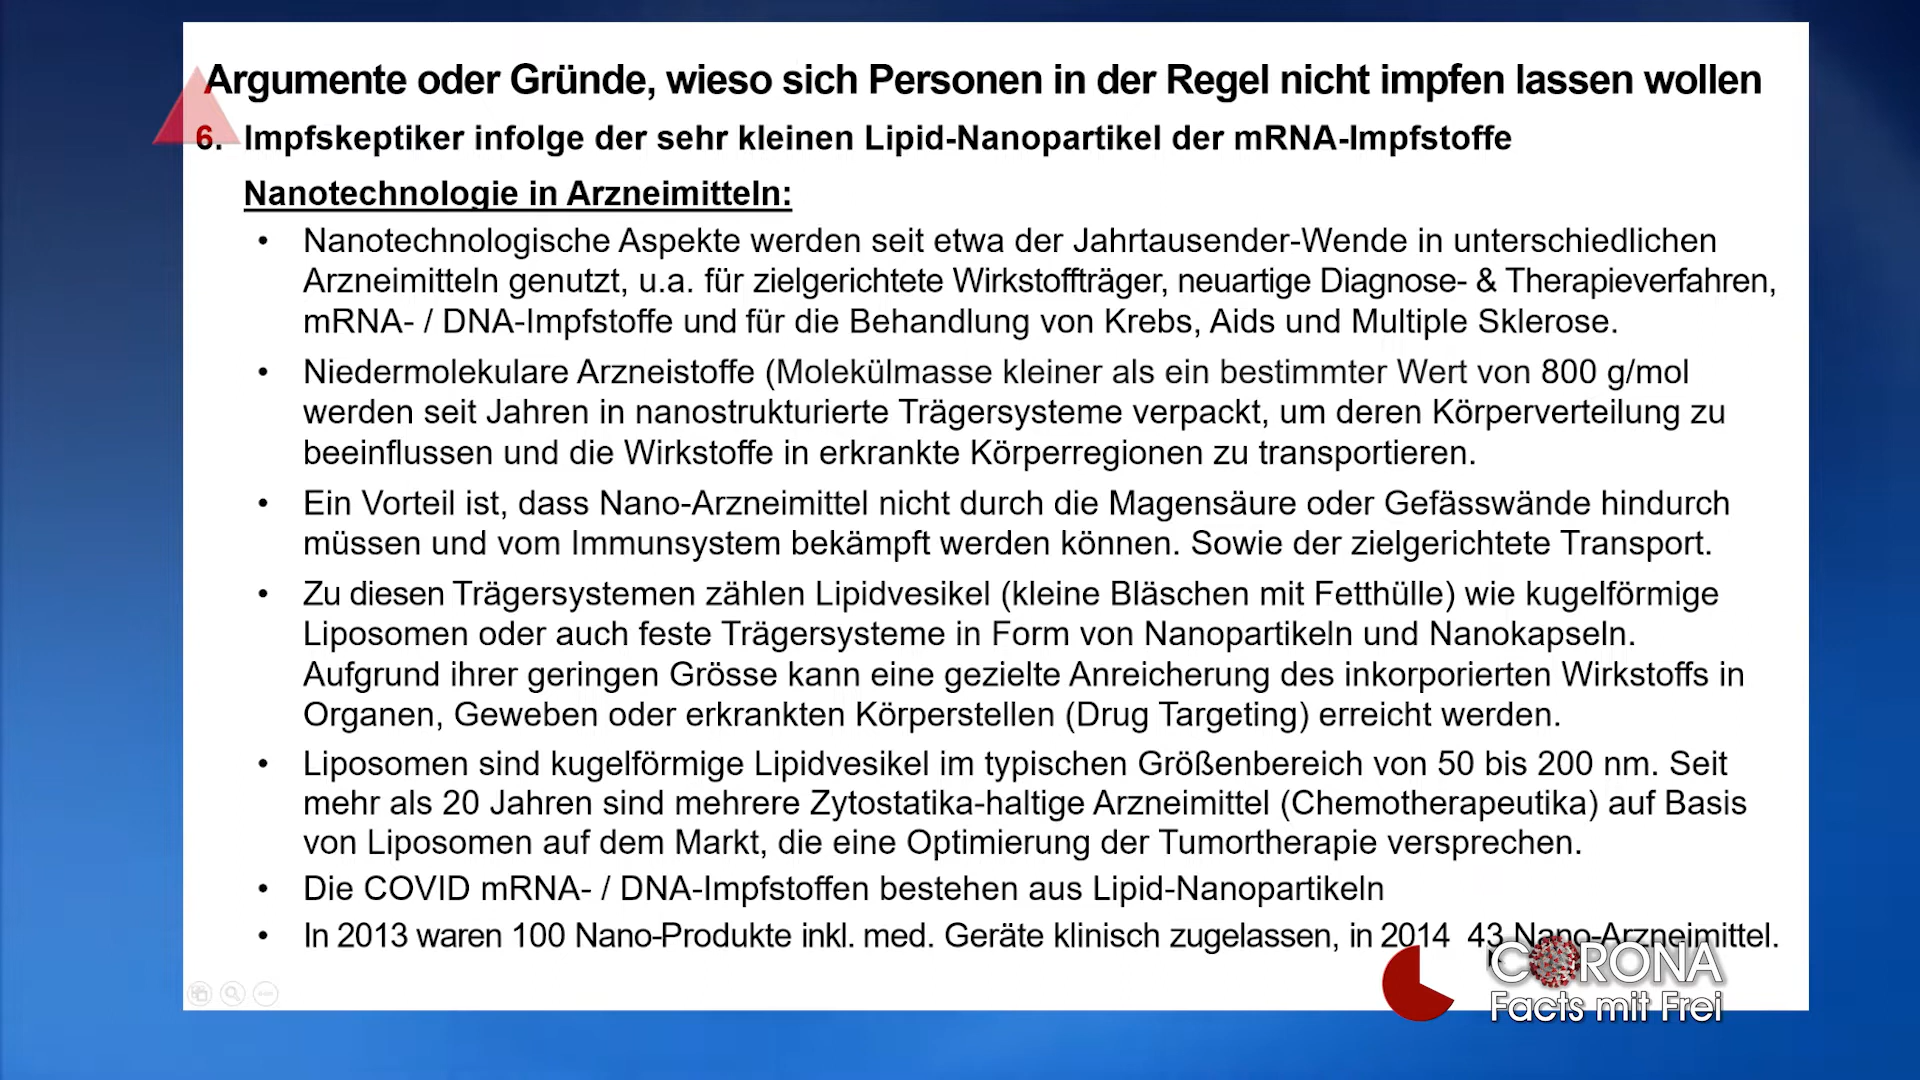 Argumente oder Gründe, wieso sich Personen in der Regel nicht impfen lassen wollen
6. Impfskeptiker infolge der sehr kleinen Lipid-Nanopartikel der mRNA-Impfstoffe
Nanotechnologie in Arzneimitteln:
• Nanotechnologische Aspekte werden seit etwa der Jahrtausender-Wende in unterschiedlichen
Arzneimitteln genutzt, u.a. für zielgerichtete Wirkstoffträger, neuartige Diagnose- & Therapieverfahren,
mRNA- / DNA-Impfstoffe und für die Behandlung von Krebs, Aids und Multiple Sklerose.
• Niedermolekulare Arzneistoffe (Molekülmasse kleiner als ein bestimmter Wert von 800 g/mol
werden seit Jahren in nanostrukturierte Trägersysteme verpackt, um deren Körperverteilung zu
beeinflussen und die Wirkstoffe in erkrankte Körperregionen zu transportieren.
• Ein Vorteil ist, dass Nano-Arzneimittel nicht durch die Magensäure oder Gefässwände hindurch
müssen und vom Immunsystem bekämpft werden können. Sowie der zielgerichtete Transport.
• Zu diesen Trägersystemen zählen Lipidvesikel (kleine Bläschen mit Fetthülle) wie kugelförmige
Liposomen oder auch feste Trägersysteme in Form von Nanopartikeln und Nanokapseln.
Aufgrund ihrer geringen Grösse kann eine gezielte Anreicherung des inkorporierten Wirkstoffs in
Organen, Geweben oder erkrankten Körperstellen (Drug Targeting) erreicht werden.
• Liposomen sind kugelförmige Lipidvesikel im typischen Größenbereich von 50 bis 200 nm. Seit
mehr als 20 Jahren sind mehrere Zytostatika-haltige Arzneimittel (Chemotherapeutika) auf Basis
von Liposomen auf dem Markt, die eine Optimierung der Tumortherapie versprechen.
• Die COVID mRNA- / DNA-Impfstoffen bestehen aus Lipid-Nanopartikeln
• In 2013 waren 100 Nano-Produkte inkl. med. Geräte klinisch zugelassen, in 2014 43 Nano-Arzneimittel.
CORONA
Facts mit Frei